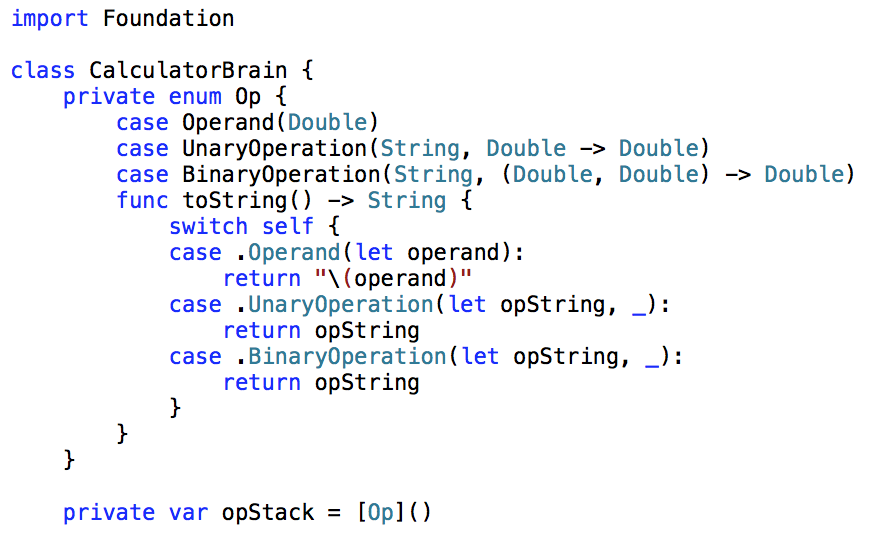 import Foundation
class CalculatorBrain {
    private enum Op {
        case Operand(Double)
        case UnaryOperation(String, Double -> Double)
        case BinaryOperation(String, (Double, Double) -> Double)
        func toString() -> String {
            switch self {
            case .Operand(let operand):
                return "\(operand)"
            case .UnaryOperation(let opString, _):
                return opString
            case .BinaryOperation(let opString, _):
                return opString
            }
        }
    }
    private var opStack = [Op]()